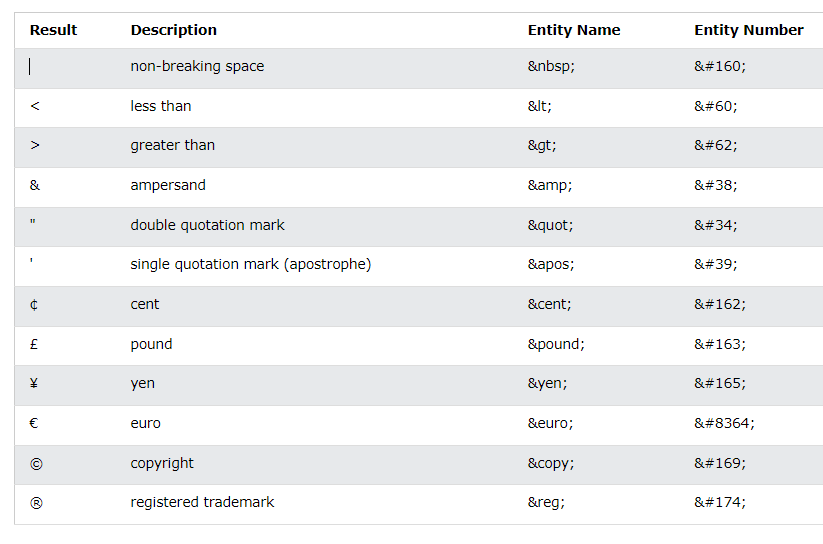 Result Description Entity Name Entity Number
non-breaking space &nbsp; &#160;
< less than &lt; &#60;
> greater than &gt; &#62;
& ampersand &amp; &#38;
" double quotation mark &quot; &#34;
' single quotation mark (apostrophe) &apos; &#39;
¢ cent &cent; &#162;
£ pound &pound; &#163;
¥ yen &yen; &#165;
€ euro &euro; &#8364;
© copyright &copy; &#169;
® registered trademark &reg; &#174;